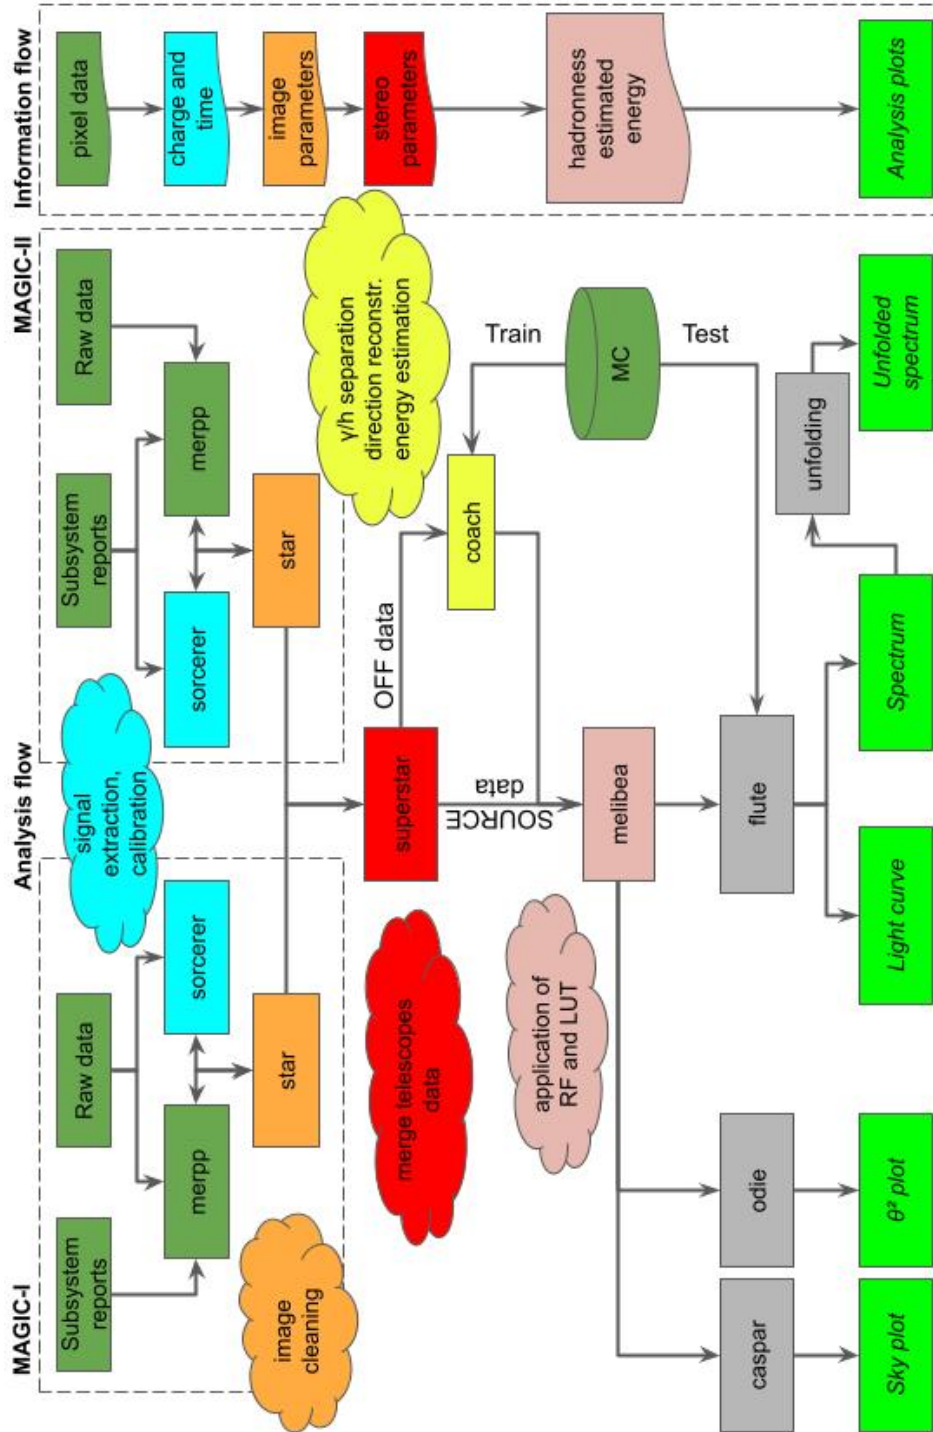 MAGIC-I
Analysis flow
MAGIC-II
Information flow
Subsystem
reports
Raw data
Subsystem
reports
Raw data
pixel data
signal
extraction,
calibration
merpp
sorcerer
sorcerer
merpp
charge and
time
image
cleaning
star
star
image
parameters
merge telescopes
data
superstar
OFF data
γ/h separation
direction reconstr.
energy estimation
stereo
parameters
SOURCE
data
coach
Train
application of
RF and LUT
melibea
MC
hadronness
estimated
energy
Test
caspar
odie
flute
unfolding
Sky plot
θ² plot
Light curve
Spectrum
Unfolded
spectrum
Analysis plots